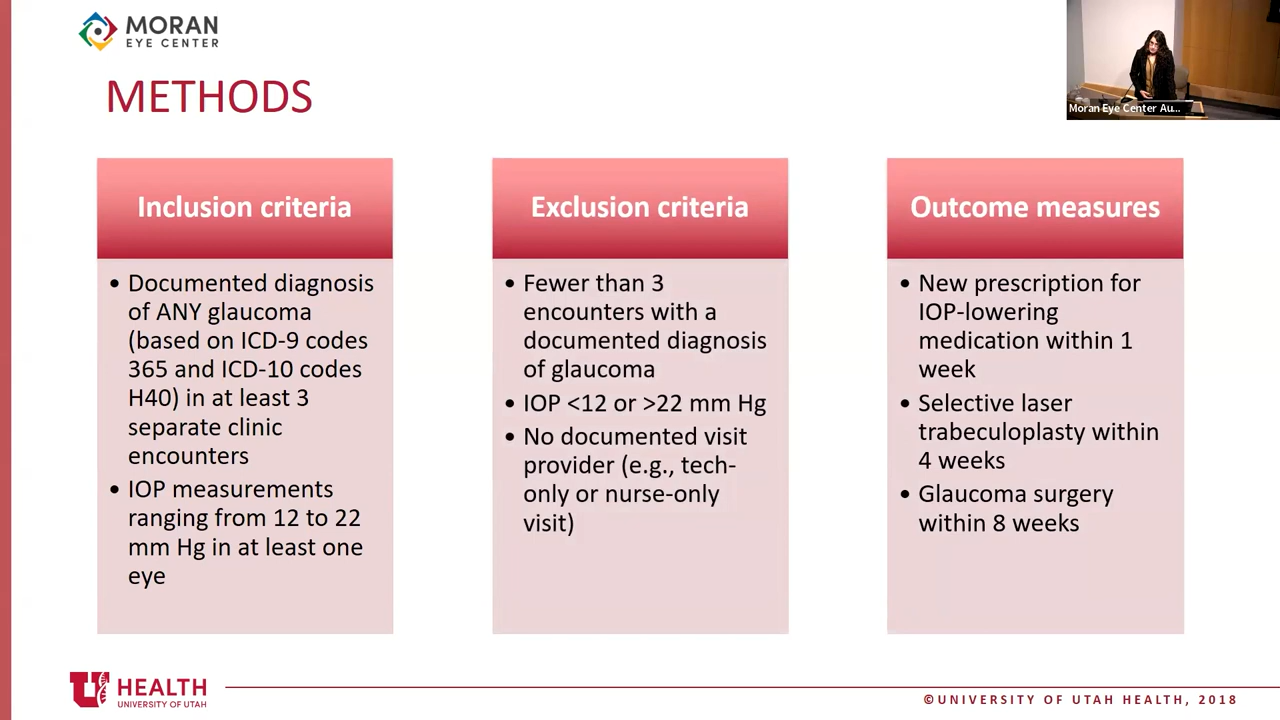 MORAN
EYE CENTER
METHODS
Moran Eye Center Au...
Inclusion criteria
• Documented diagnosis
of ANY glaucoma
(based on ICD-9 codes
365 and ICD-10 codes
H40) in at least 3
separate clinic
encounters
• IOP measurements
ranging from 12 to 22
mm Hg in at least one
eye
Exclusion criteria
• Fewer than 3
encounters with a
documented diagnosis
of glaucoma
• IOP <12 or >22 mm Hg
• No documented visit
provider (e.g., tech-
only or nurse-only
visit)
Outcome measures
• New prescription for
IOP-lowering
medication within 1
week
• Selective laser
trabeculoplasty within
4 weeks
• Glaucoma surgery
within 8 weeks
U HEALTH
UNIVERSITY OF UTAH
©UNIVERSITY OF UTAH HEALTH, 2018